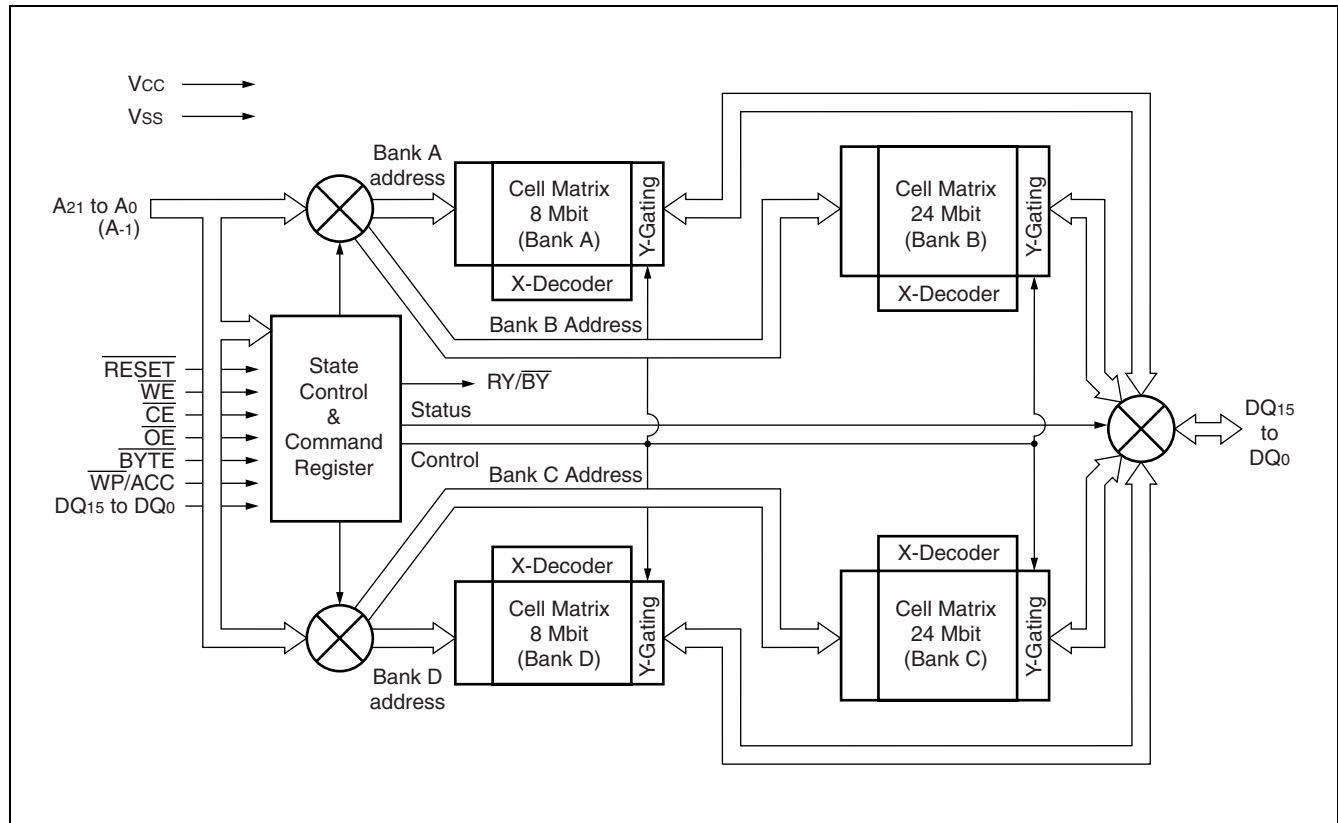 VCC
VSS
A21 to A0
(A-1)
Bank A
address
Cell Matrix
8 Mbit
(Bank A)
Y-Gating
X-Decoder
Cell Matrix
24 Mbit
(Bank B)
Y-Gating
X-Decoder
Bank B Address
RESET
WE
CE
OE
BYTE
WP/ACC
DQ15 to DQ0
State
Control
&
Command
Register
RY/BY
Status
Control
DQ15
to
DQ0
Bank C Address
X-Decoder
Cell Matrix
8 Mbit
(Bank D)
Y-Gating
Bank D
address
X-Decoder
Cell Matrix
24 Mbit
(Bank C)
Y-Gating